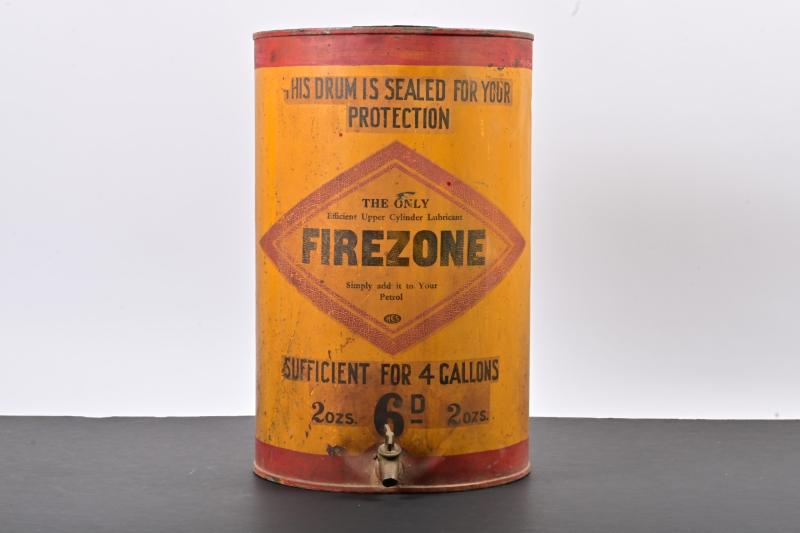 THIS DRUM IS SEALED FOR YOUR
PROTECTION
THE ONLY
Efficient Upper Cylinder Lubricant
FIREZONE
Simply add it to Your
Petrol
SUFFICIENT FOR 4 GALLONS
2OZS. 6D 2OZS.